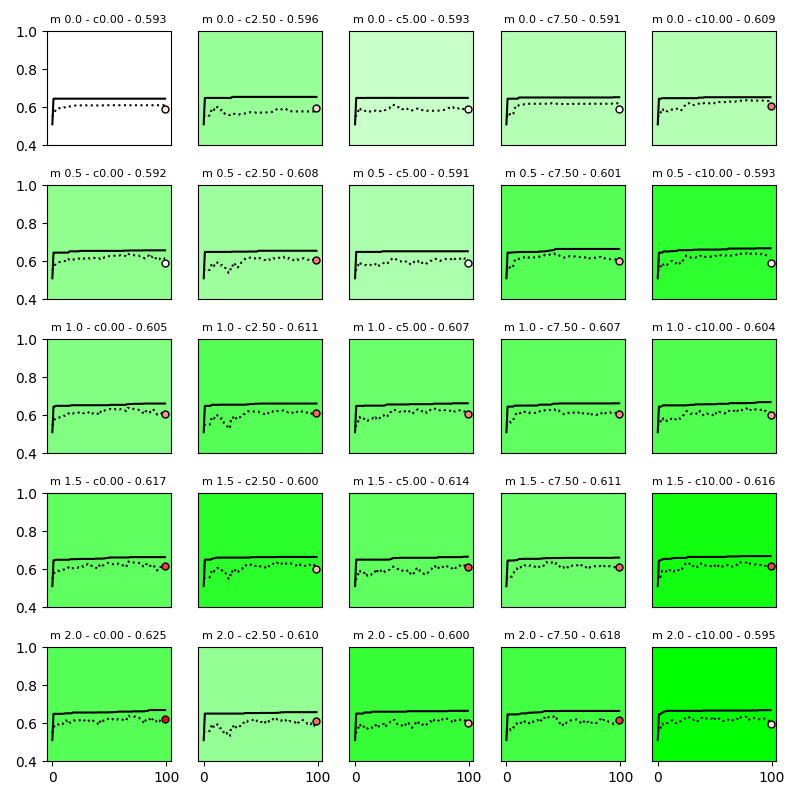 m 0.0 - c0.00 - 0.593
m 0.0 - c2.50 - 0.596
m 0.0 - c5.00 - 0.593
m 0.0 - c7.50 - 0.591
m 0.0 - c10.00 - 0.609
1.0
0.8
0.6
0.4
m 0.5 - c0.00 - 0.592
m 0.5 - c2.50 - 0.608
m 0.5 - c5.00 - 0.591
m 0.5 - c7.50 - 0.601
m 0.5 - c10.00 - 0.593
1.0
0.8
0.6
0.4
m 1.0 - c0.00 - 0.605
m 1.0 - c2.50 - 0.611
m 1.0 - c5.00 - 0.607
m 1.0 - c7.50 - 0.607
m 1.0 - c10.00 - 0.604
1.0
0.8
0.6
0.4
m 1.5 - c0.00 - 0.617
m 1.5 - c2.50 - 0.600
m 1.5 - c5.00 - 0.614
m 1.5 - c7.50 - 0.611
m 1.5 - c10.00 - 0.616
1.0
0.8
0.6
0.4
m 2.0 - c0.00 - 0.625
m 2.0 - c2.50 - 0.610
m 2.0 - c5.00 - 0.600
m 2.0 - c7.50 - 0.618
m 2.0 - c10.00 - 0.595
1.0
0.8
0.6
0.4
0 100
0 100
0 100
0 100
0 100